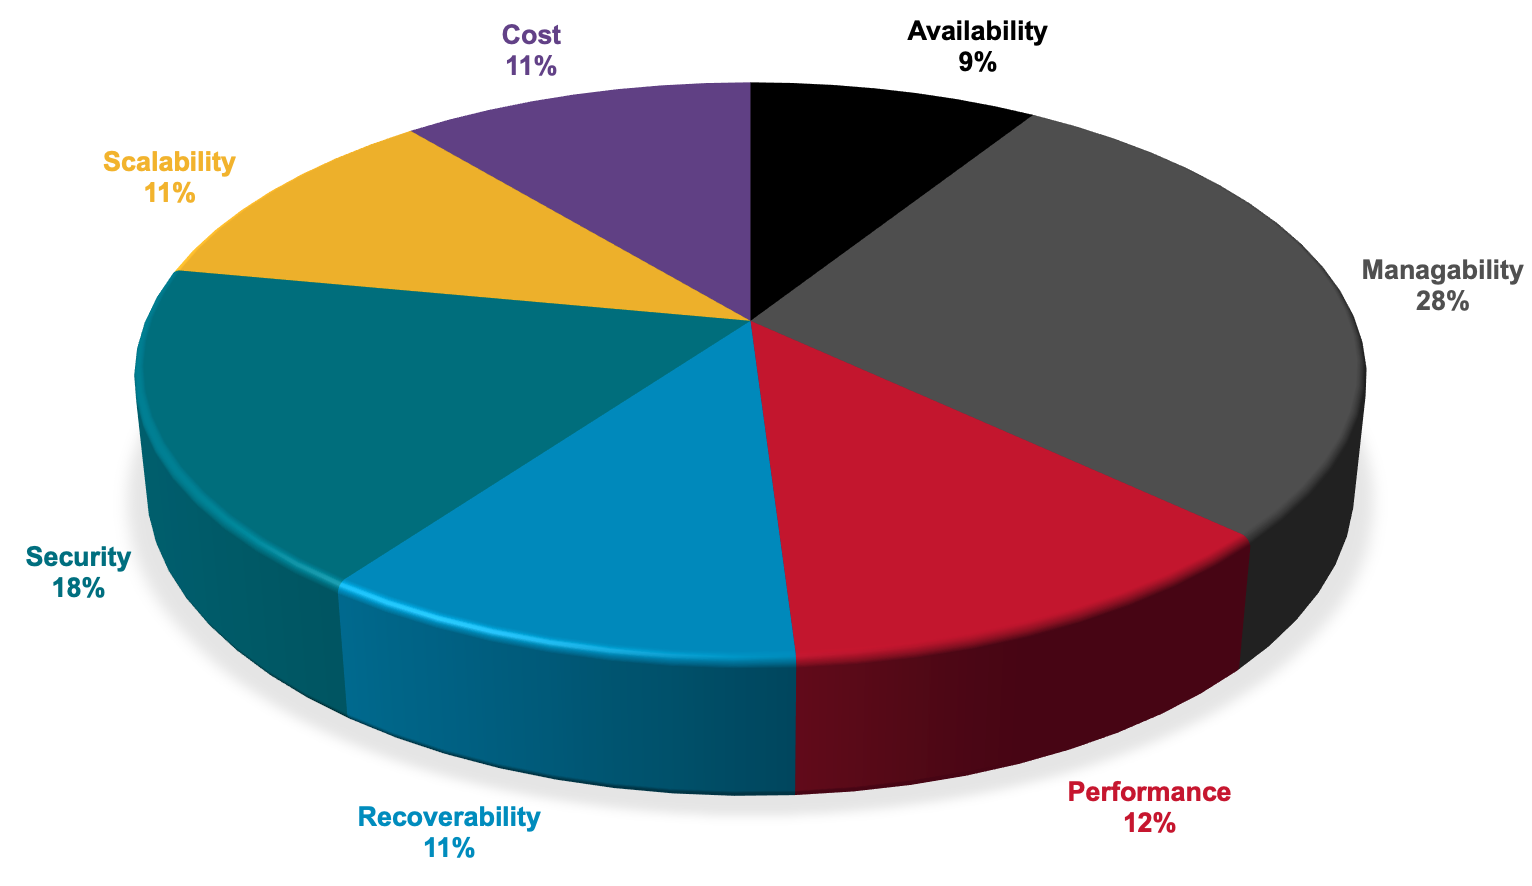 Cost
11%
Availability
9%
Scalability
11%
Managability
28%
Security
18%
Performance
12%
Recoverability
11%